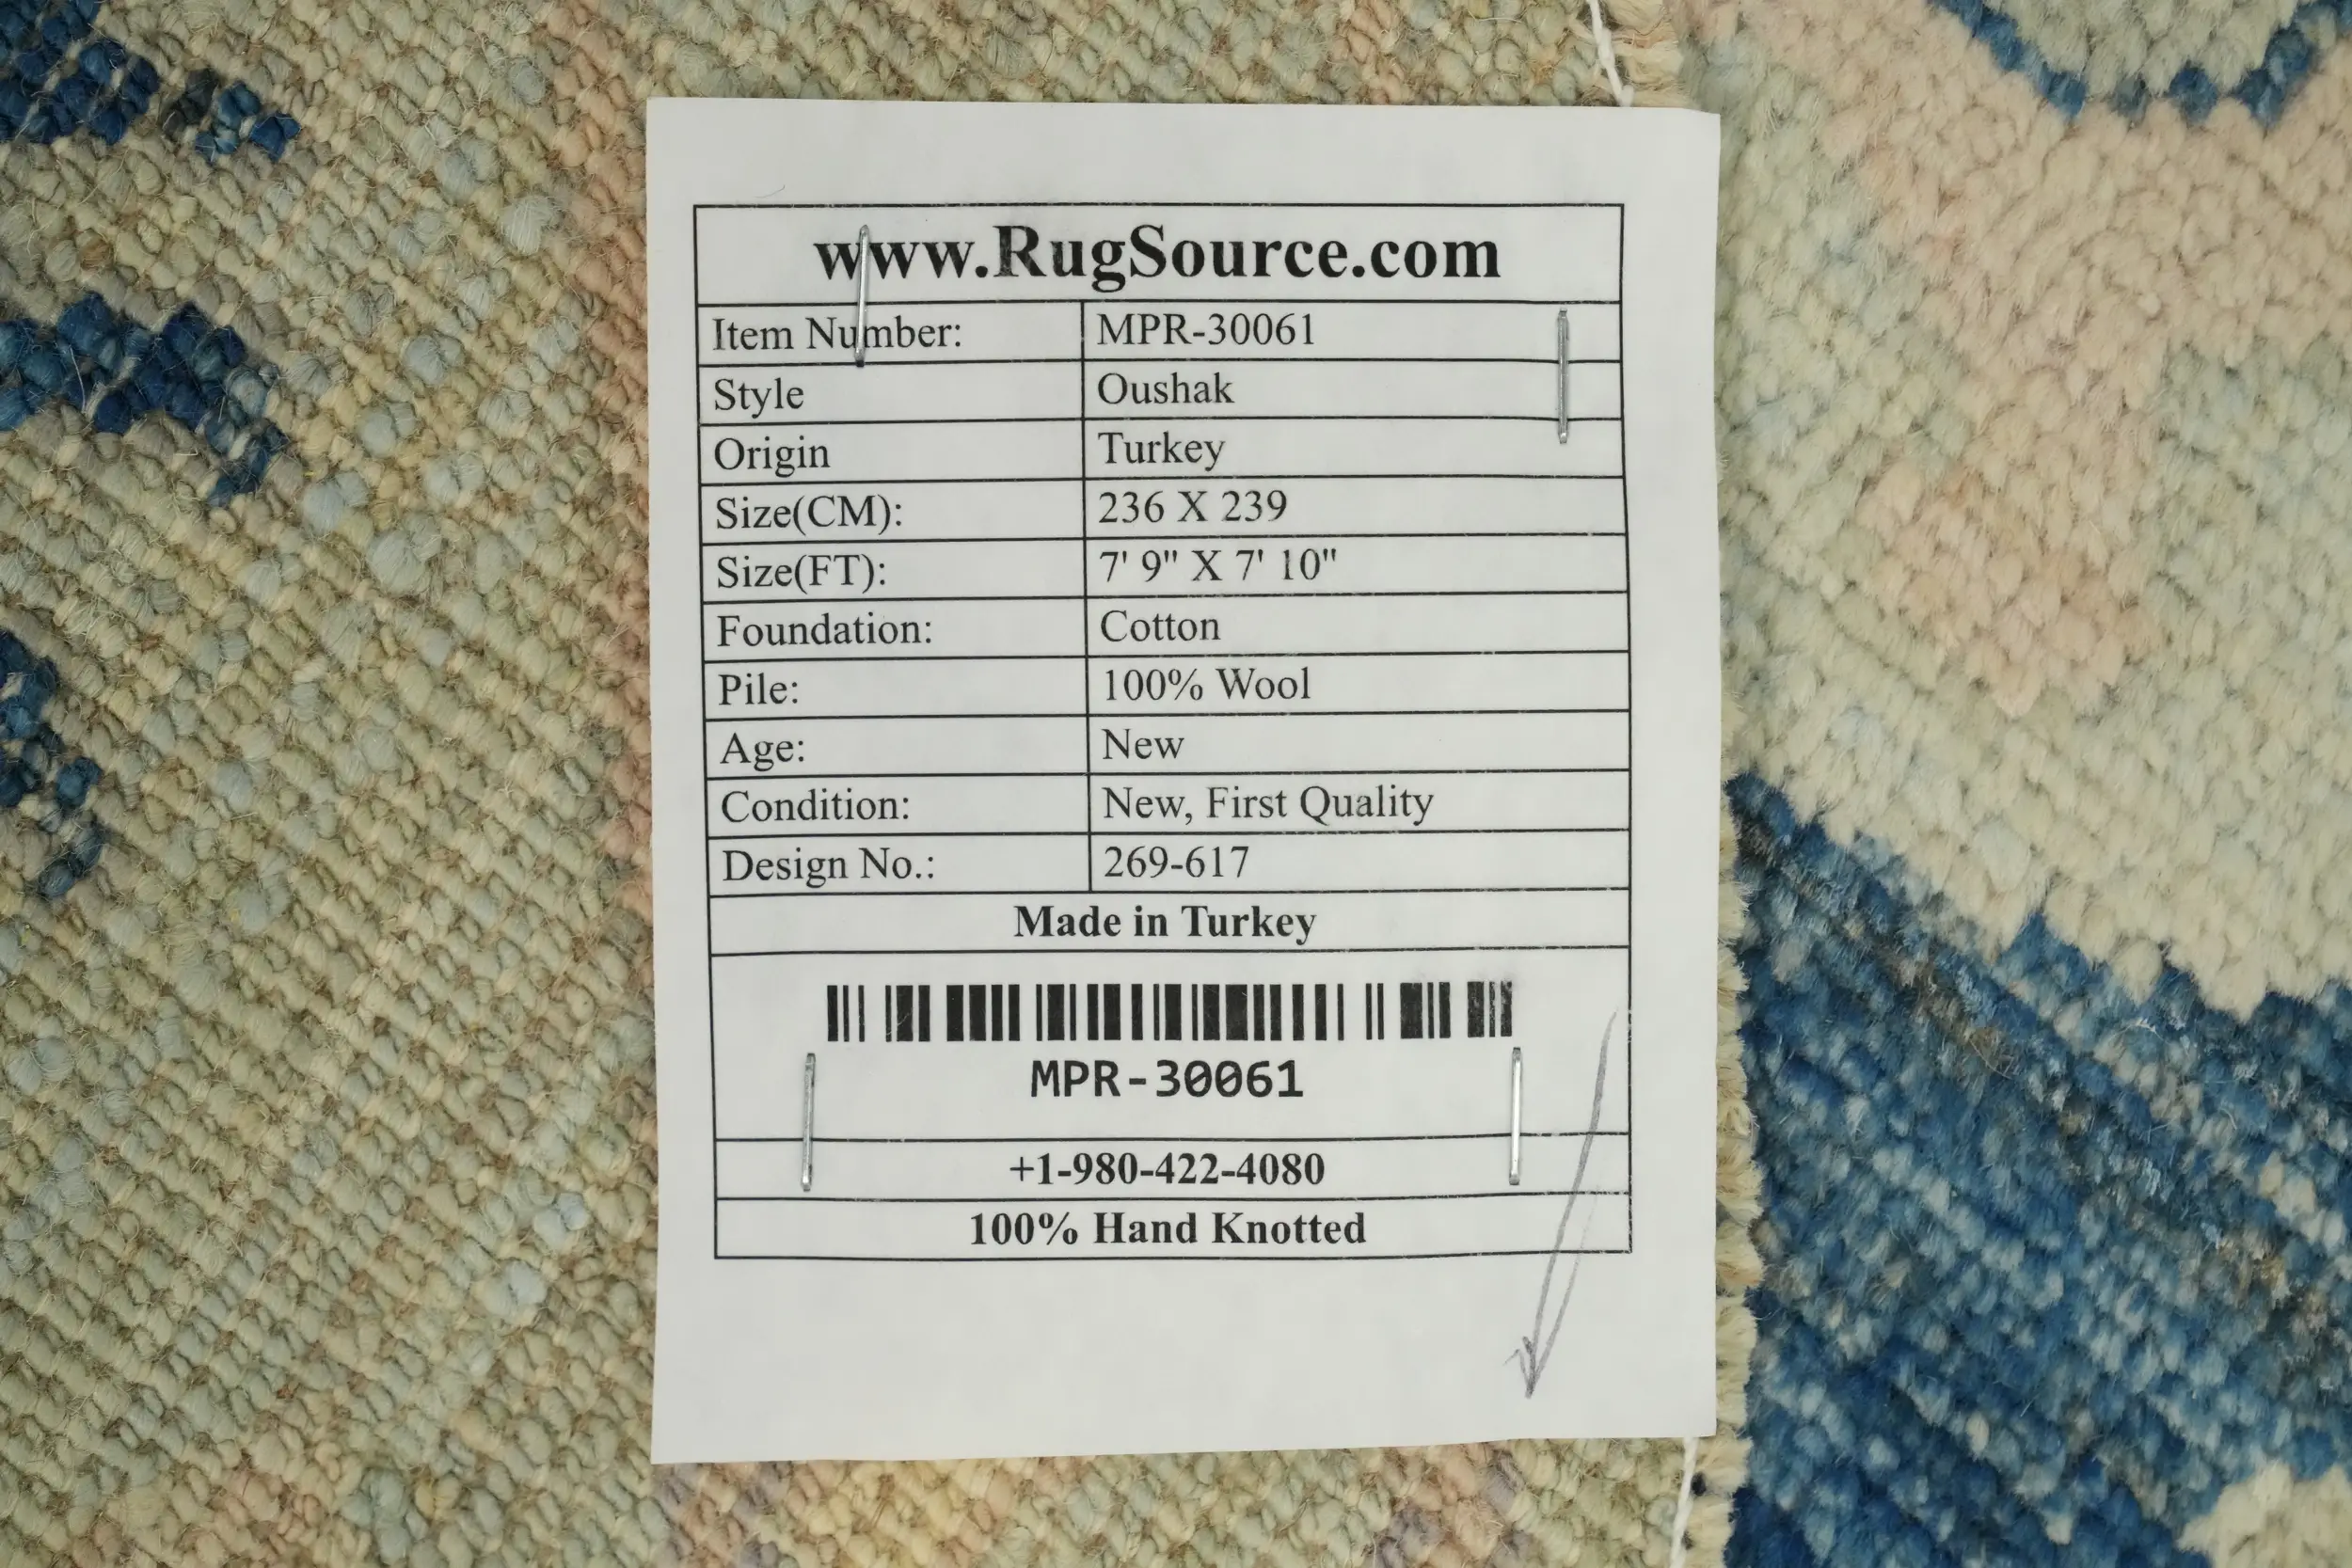 www.RugSource.com
Item Number: MPR-30061
Style Oushak
Origin Turkey
Size(CM): 236 X 239
Size(FT): 7' 9" X 7' 10"
Foundation: Cotton
Pile: 100% Wool
Age: New
Condition: New, First Quality
Design No.: 269-617
Made in Turkey
MPR-30061
+1-980-422-4080
100% Hand Knotted